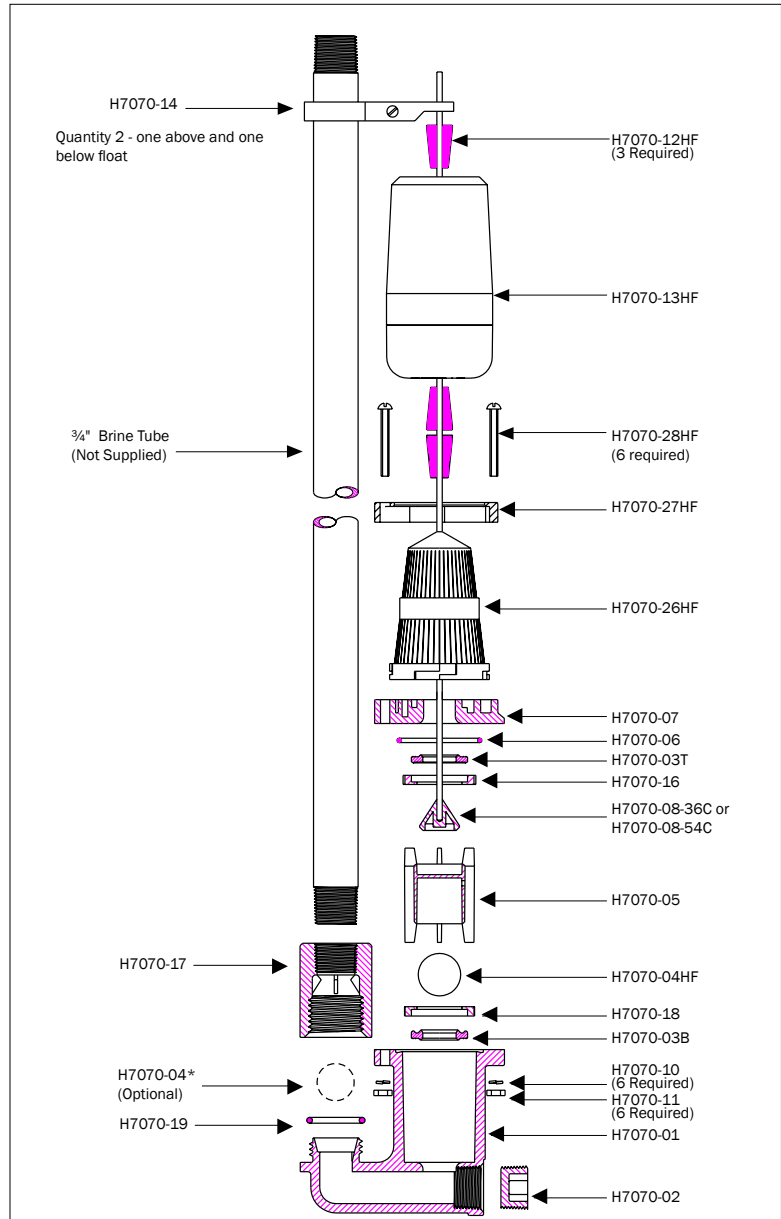 H7070-14
Quantity 2 - one above and one
below float
H7070-12HF
(3 Required)
H7070-13HF
¾" Brine Tube
(Not Supplied)
H7070-28HF
(6 required)
H7070-27HF
H7070-26HF
H7070-07
H7070-06
H7070-03T
H7070-16
H7070-08-36C or
H7070-08-54C
H7070-05
H7070-17
H7070-04HF
H7070-18
H7070-03B
H7070-04*
(Optional)
H7070-10
(6 Required)
H7070-11
(6 Required)
H7070-19
H7070-01
H7070-02